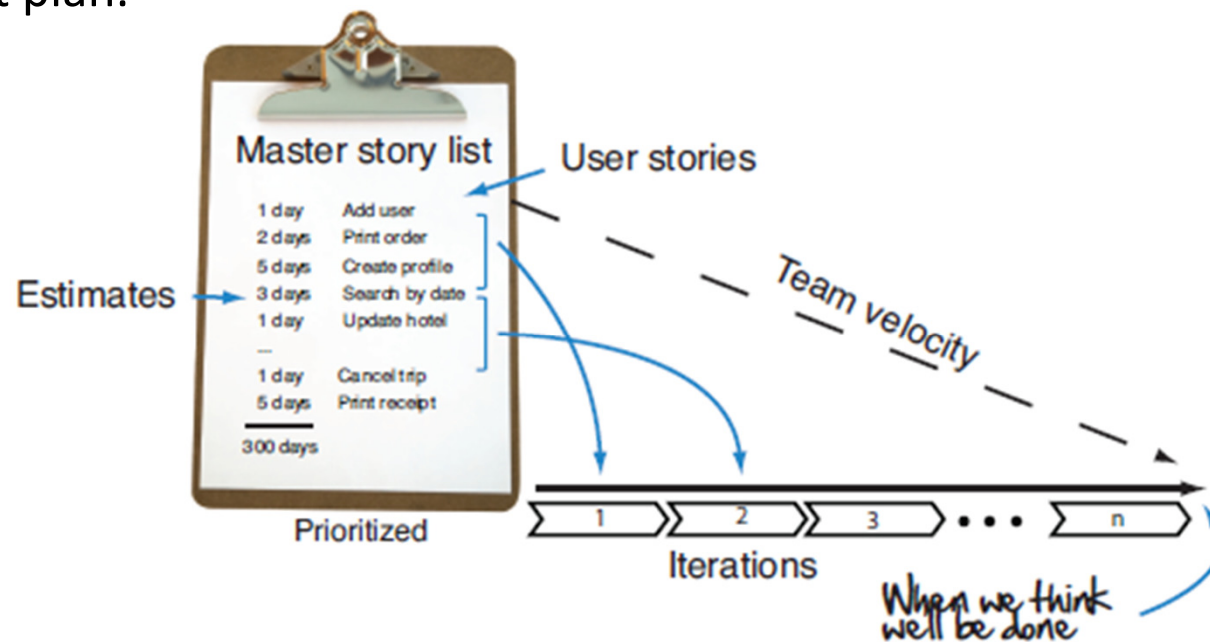 t plan.
Master story list
User stories
1 day Add user
2 days Print order
5 days Create profile
Estimates
3 days Search by date
1 day Update hotel
...
1 day Cancel trip
5 days Print receipt
300 days
Prioritized
Team velocity
1 2 3 n
Iterations
When we think
we'll be done